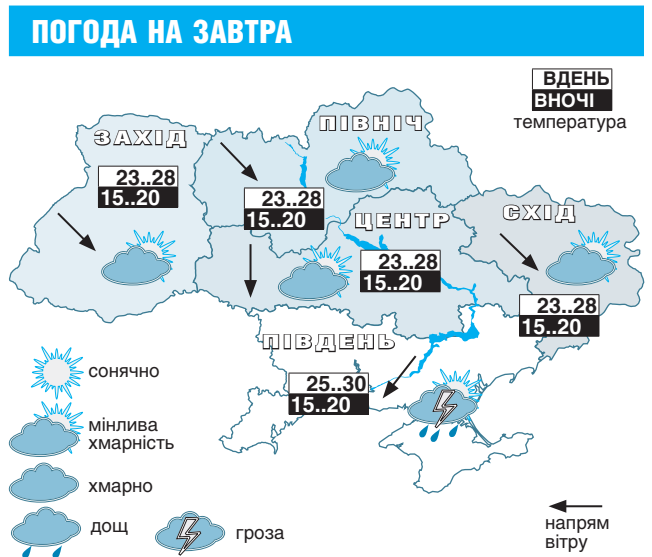 ПОГОДА НА ЗАВТРА
ВДЕНЬ
ВНОЧІ
температура
ЗАХІД
23..28
15..20
ПІВНІЧ
23..28
15..20
ЦЕНТР
23..28
15..20
СХІД
23..28
15..20
ПІВДЕНЬ
25..30
15..20
сонячно
мінлива
хмарність
хмарно
дощ
гроза
напрям
вітру